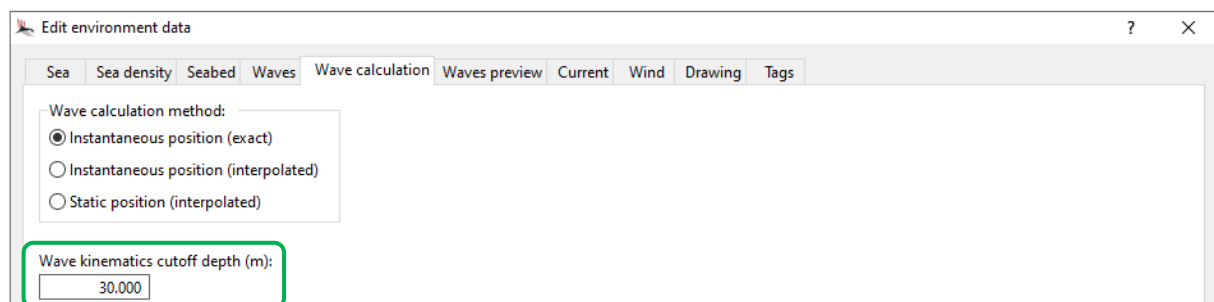 Edit environment data ? ×
Sea Sea density Seabed Waves Wave calculation Waves preview Current Wind Drawing Tags
Wave calculation method:
Instantaneous position (exact)
Instantaneous position (interpolated)
Static position (interpolated)
Wave kinematics cutoff depth (m):
30.000